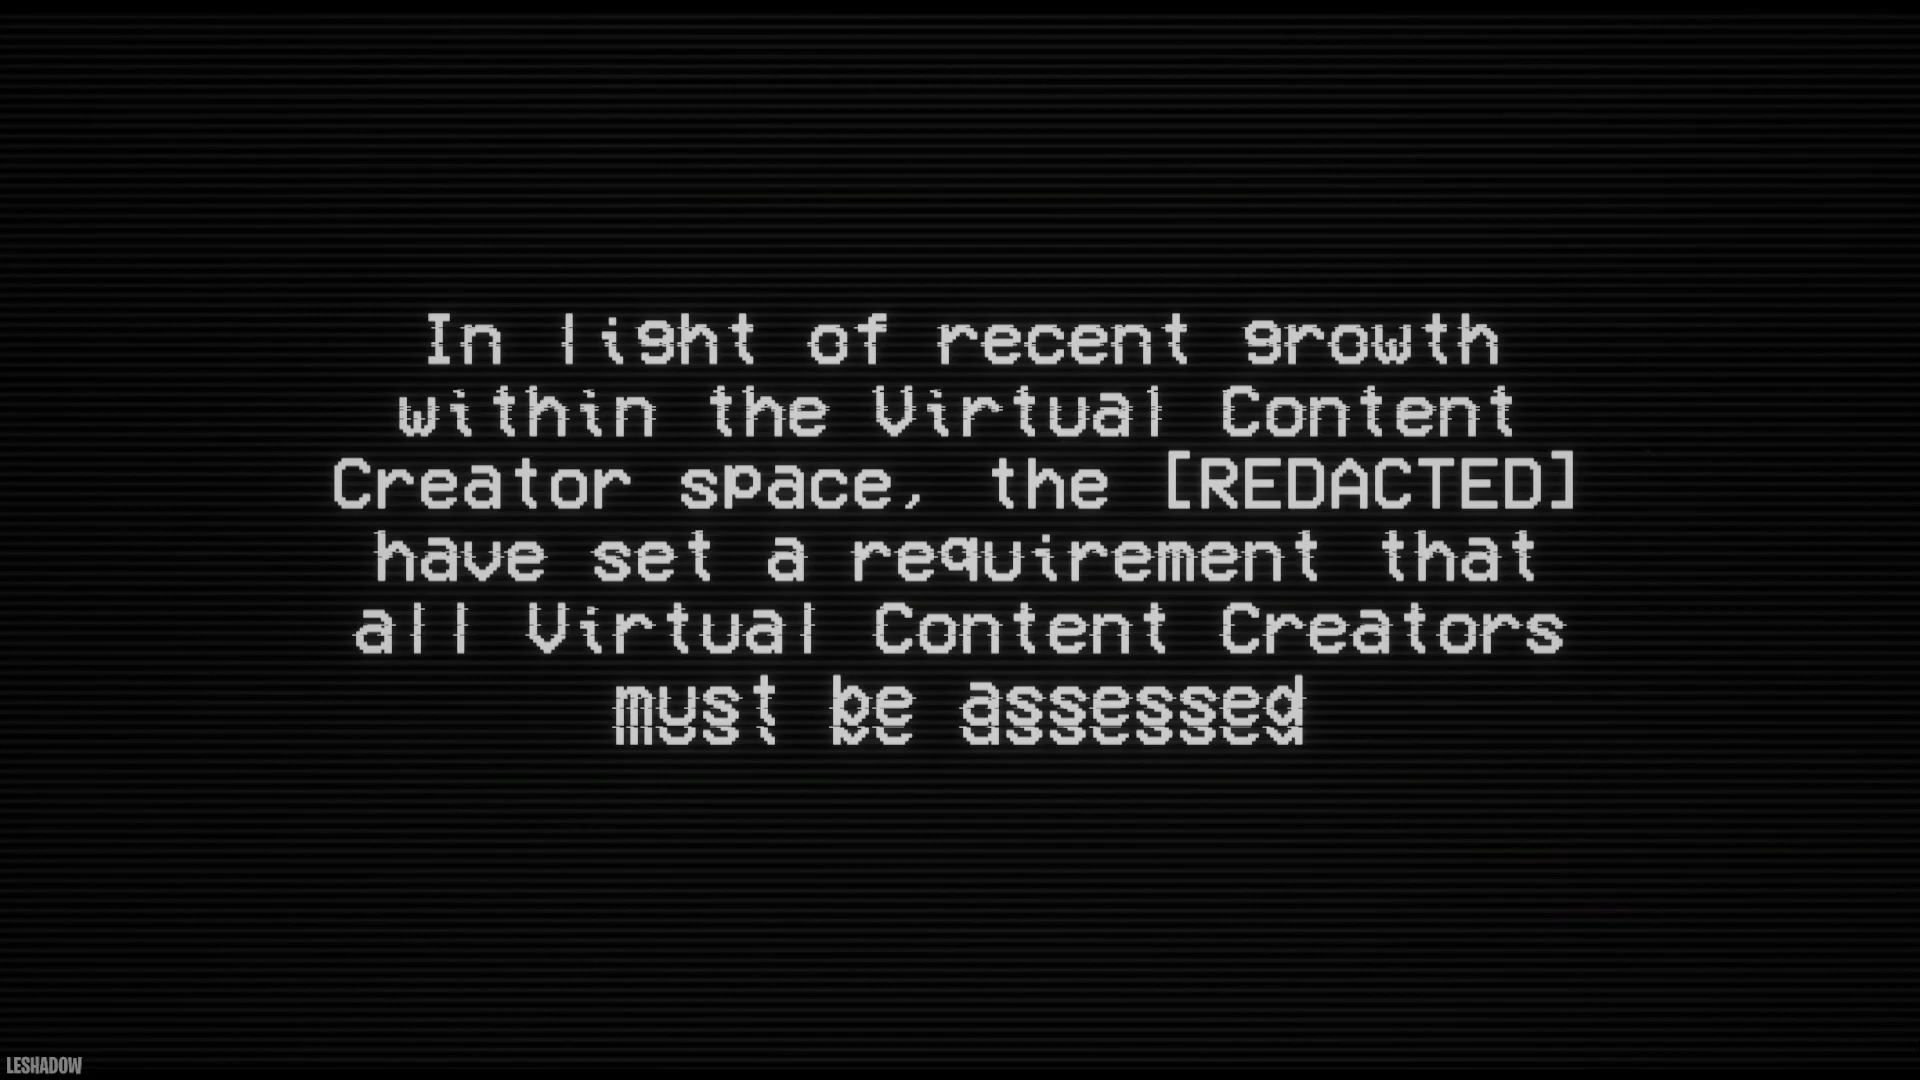 In light of recent growth
within the Virtual Content
Creator space, the [REDACTED]
have set a requirement that
all Virtual Content Creators
must be assessed
LESHADOW